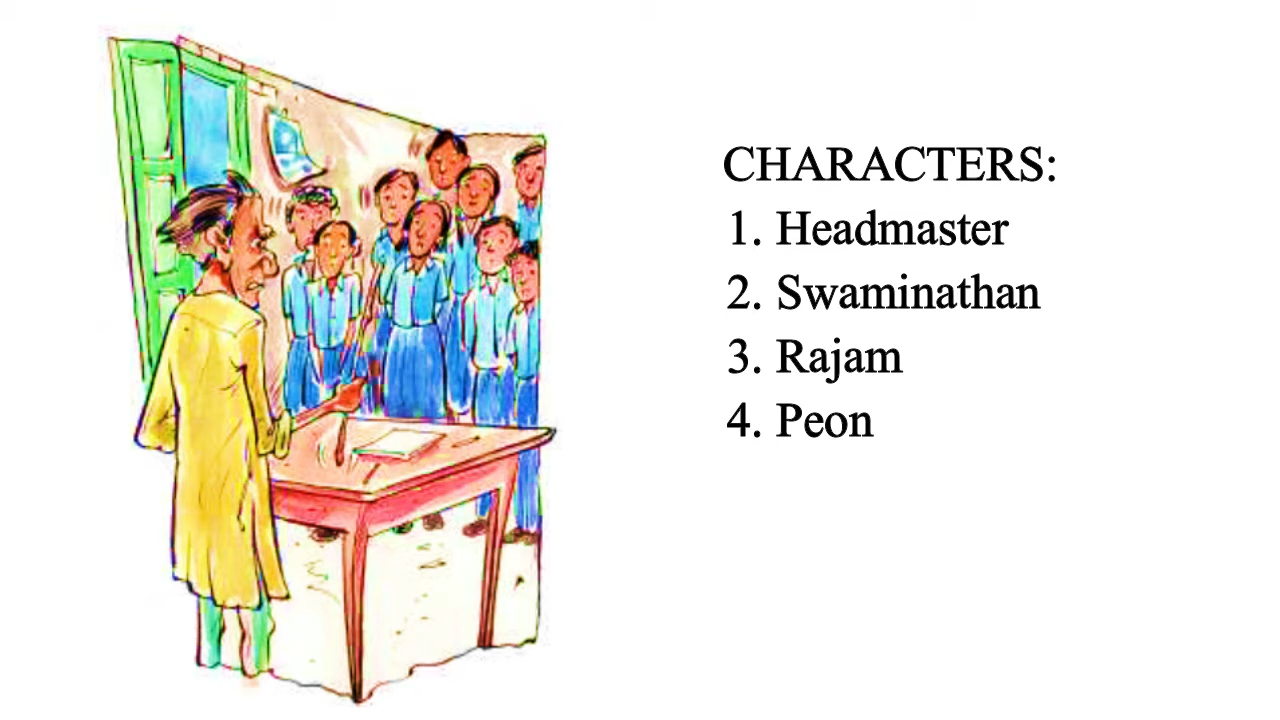 CHARACTERS:
1. Headmaster
2. Swaminathan
3. Rajam
4. Peon